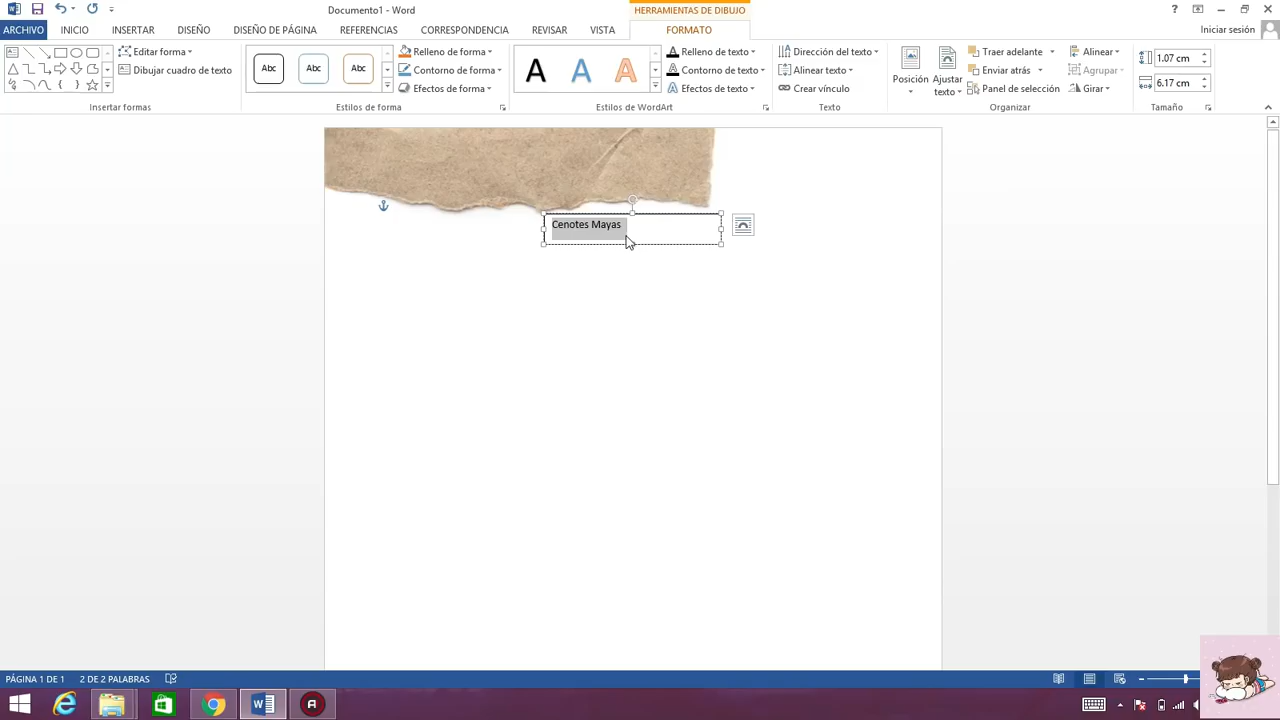 Documento1 - Word
HERRAMIENTAS DE DIBUJO
?
ARCHIVO INICIO INSERTAR DISEÑO DISEÑO DE PÁGINA REFERENCIAS CORRESPONDENCIA REVISAR VISTA FORMATO Iniciar sesión
Editar forma
Dibujar cuadro de texto
Insertar formas
Abc Abc Abc
Relleno de forma
Contorno de forma
Efectos de forma
Estilos de forma
A A A
Relleno de texto
Contorno de texto
Efectos de texto
Estilos de WordArt
Dirección del texto
Alinear texto
Crear vínculo
Texto
Posición
Ajustar texto
Traer adelante
Enviar atrás
Panel de selección
Alinear
Agrupar
Girar
Organizar
1.07 cm
6.17 cm
Tamaño
Cenotes Mayas
PÁGINA 1 DE 1 2 DE 2 PALABRAS